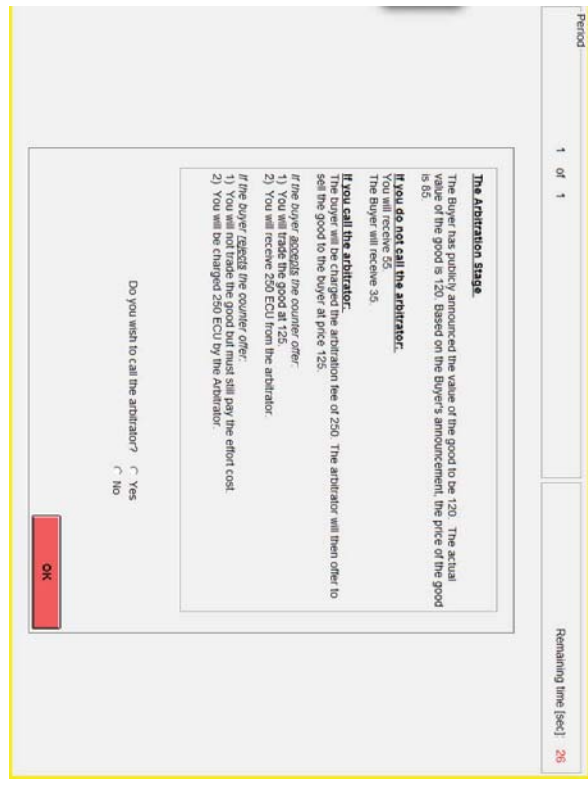 Period
1 of 1
Remaining time [sec]: 26
The Arbitration Stage
The Buyer has publicly announced the value of the good to be 120. The actual
value of the good is 120. Based on the Buyer's announcement, the price of the good
is 65.
If you do not call the arbitrator:
You will receive 55.
The Buyer will receive 35.
If you call the arbitrator:
The buyer will be charged the arbitration fee of 250. The arbitrator will then offer to
sell the good to the buyer at price 125.
If the buyer accepts the counter offer:
1) You will trade the good at 125.
2) You will receive 250 ECU from the arbitrator.
If the buyer rejects the counter offer:
1) You will not trade the good but must still pay the effort cost.
2) You will be charged 250 ECU by the Arbitrator.
Do you wish to call the arbitrator? Yes
No
OK